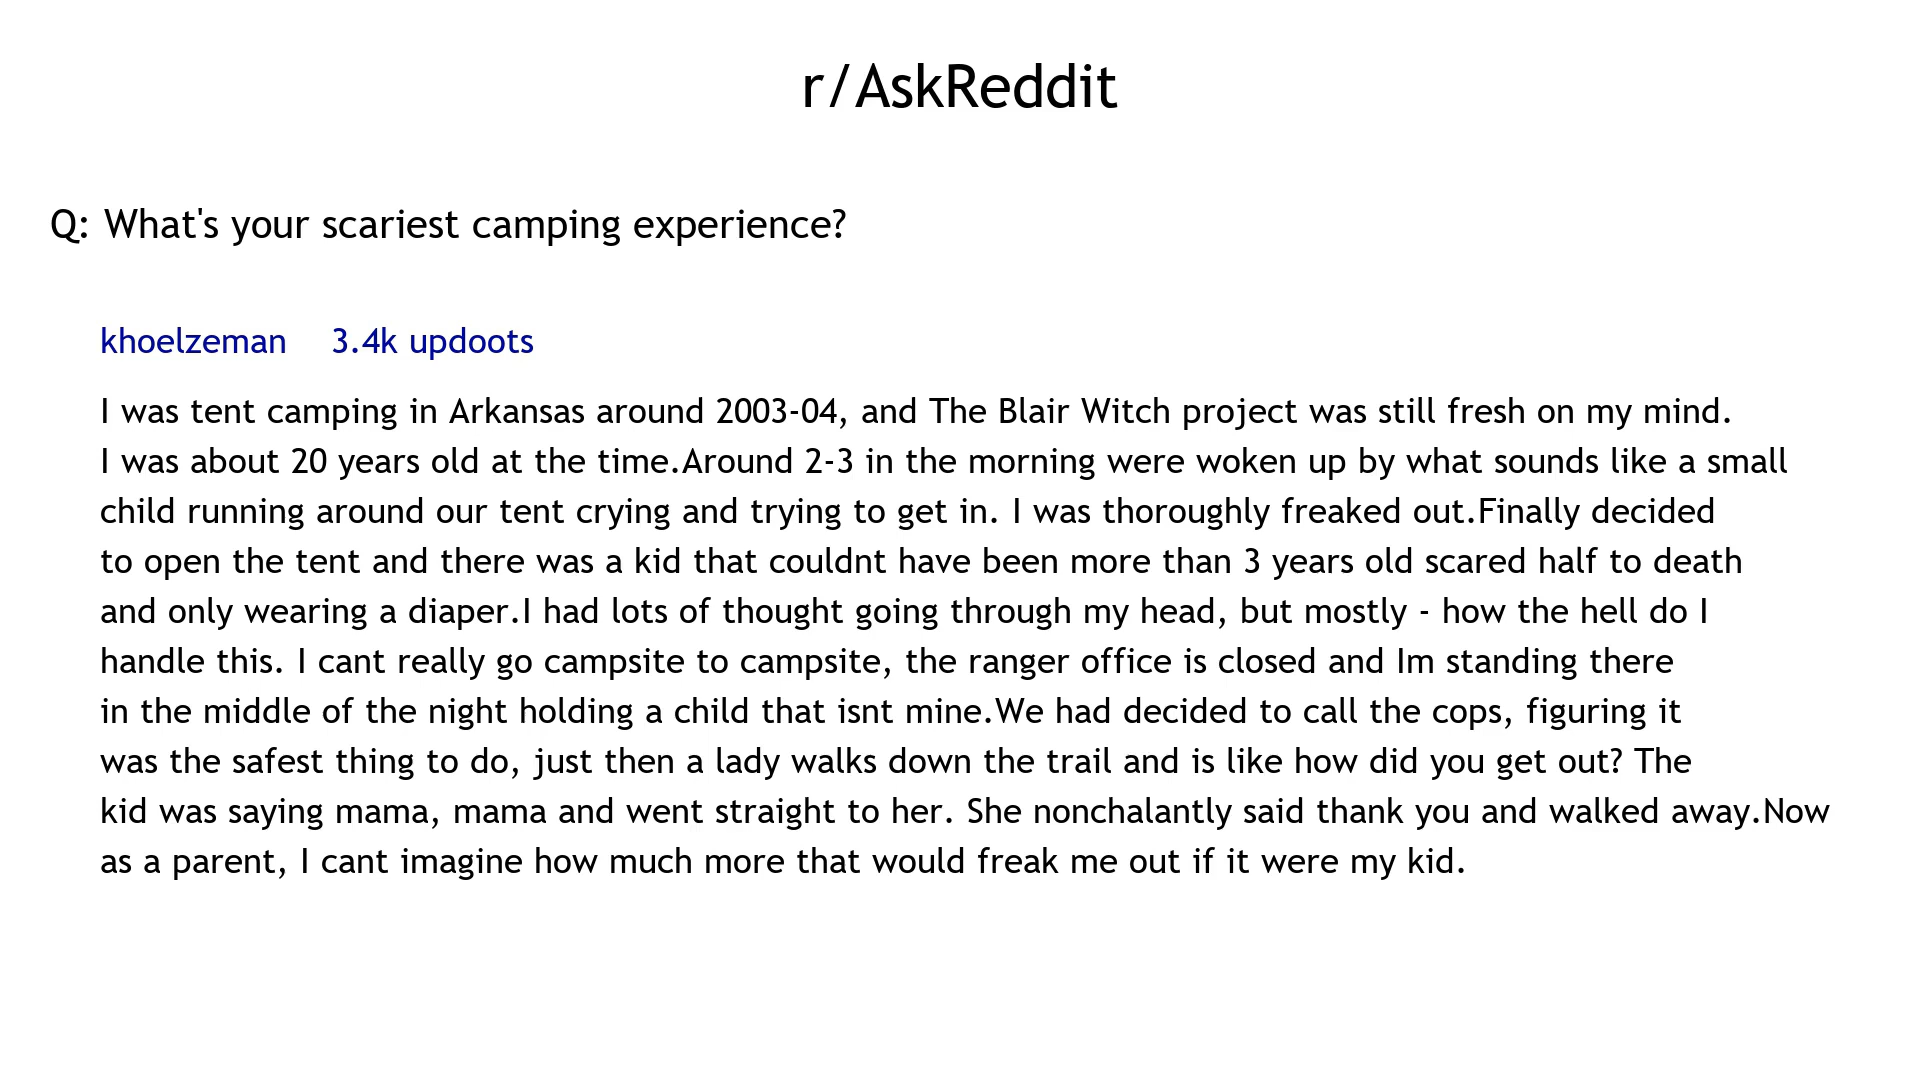 r/AskReddit
Q: What's your scariest camping experience?
khoelzeman 3.4k updoots
I was tent camping in Arkansas around 2003-04, and The Blair Witch project was still fresh on my mind.
I was about 20 years old at the time.Around 2-3 in the morning were woken up by what sounds like a small
child running around our tent crying and trying to get in. I was thoroughly freaked out.Finally decided
to open the tent and there was a kid that couldnt have been more than 3 years old scared half to death
and only wearing a diaper.I had lots of thought going through my head, but mostly - how the hell do I
handle this. I cant really go campsite to campsite, the ranger office is closed and Im standing there
in the middle of the night holding a child that isnt mine.We had decided to call the cops, figuring it
was the safest thing to do, just then a lady walks down the trail and is like how did you get out? The
kid was saying mama, mama and went straight to her. She nonchalantly said thank you and walked away.Now
as a parent, I cant imagine how much more that would freak me out if it were my kid.